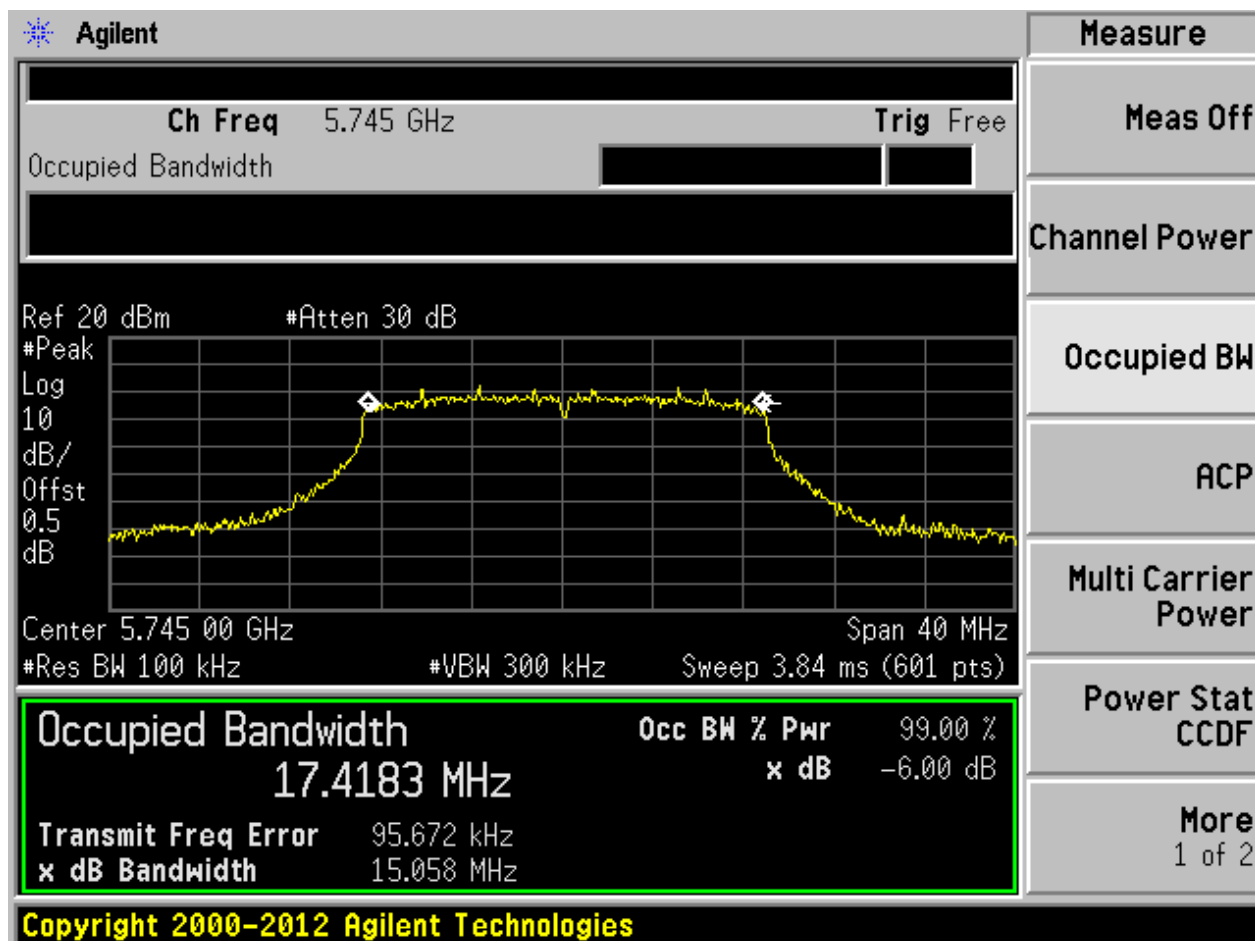 Agilent
Measure
Ch Freq 5.745 GHz
Trig Free
Occupied Bandwidth
Ref 20 dBm
#Atten 30 dB
#Peak
Log
10
dB/
Offst
0.5
dB
Center 5.745 00 GHz
Span 40 MHz
#Res BW 100 kHz
#VBW 300 kHz
Sweep 3.84 ms (601 pts)
Occupied Bandwidth
17.4183 MHz
Occ BW % Pwr 99.00 %
x dB -6.00 dB
Transmit Freq Error 95.672 kHz
x dB Bandwidth 15.058 MHz
Meas Off
Channel Power
Occupied BW
ACP
Multi Carrier
Power
Power Stat
CCDF
More
1 of 2
Copyright 2000-2012 Agilent Technologies